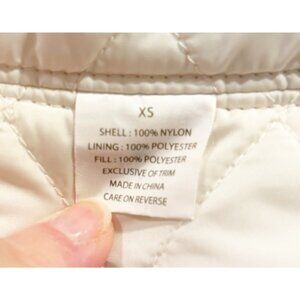 XS
SHELL : 100% NYLON
LINING : 100% POLYESTER
FILL : 100% POLYESTER
EXCLUSIVE OF TRIM
MADE IN CHINA
CARE ON REVERSE